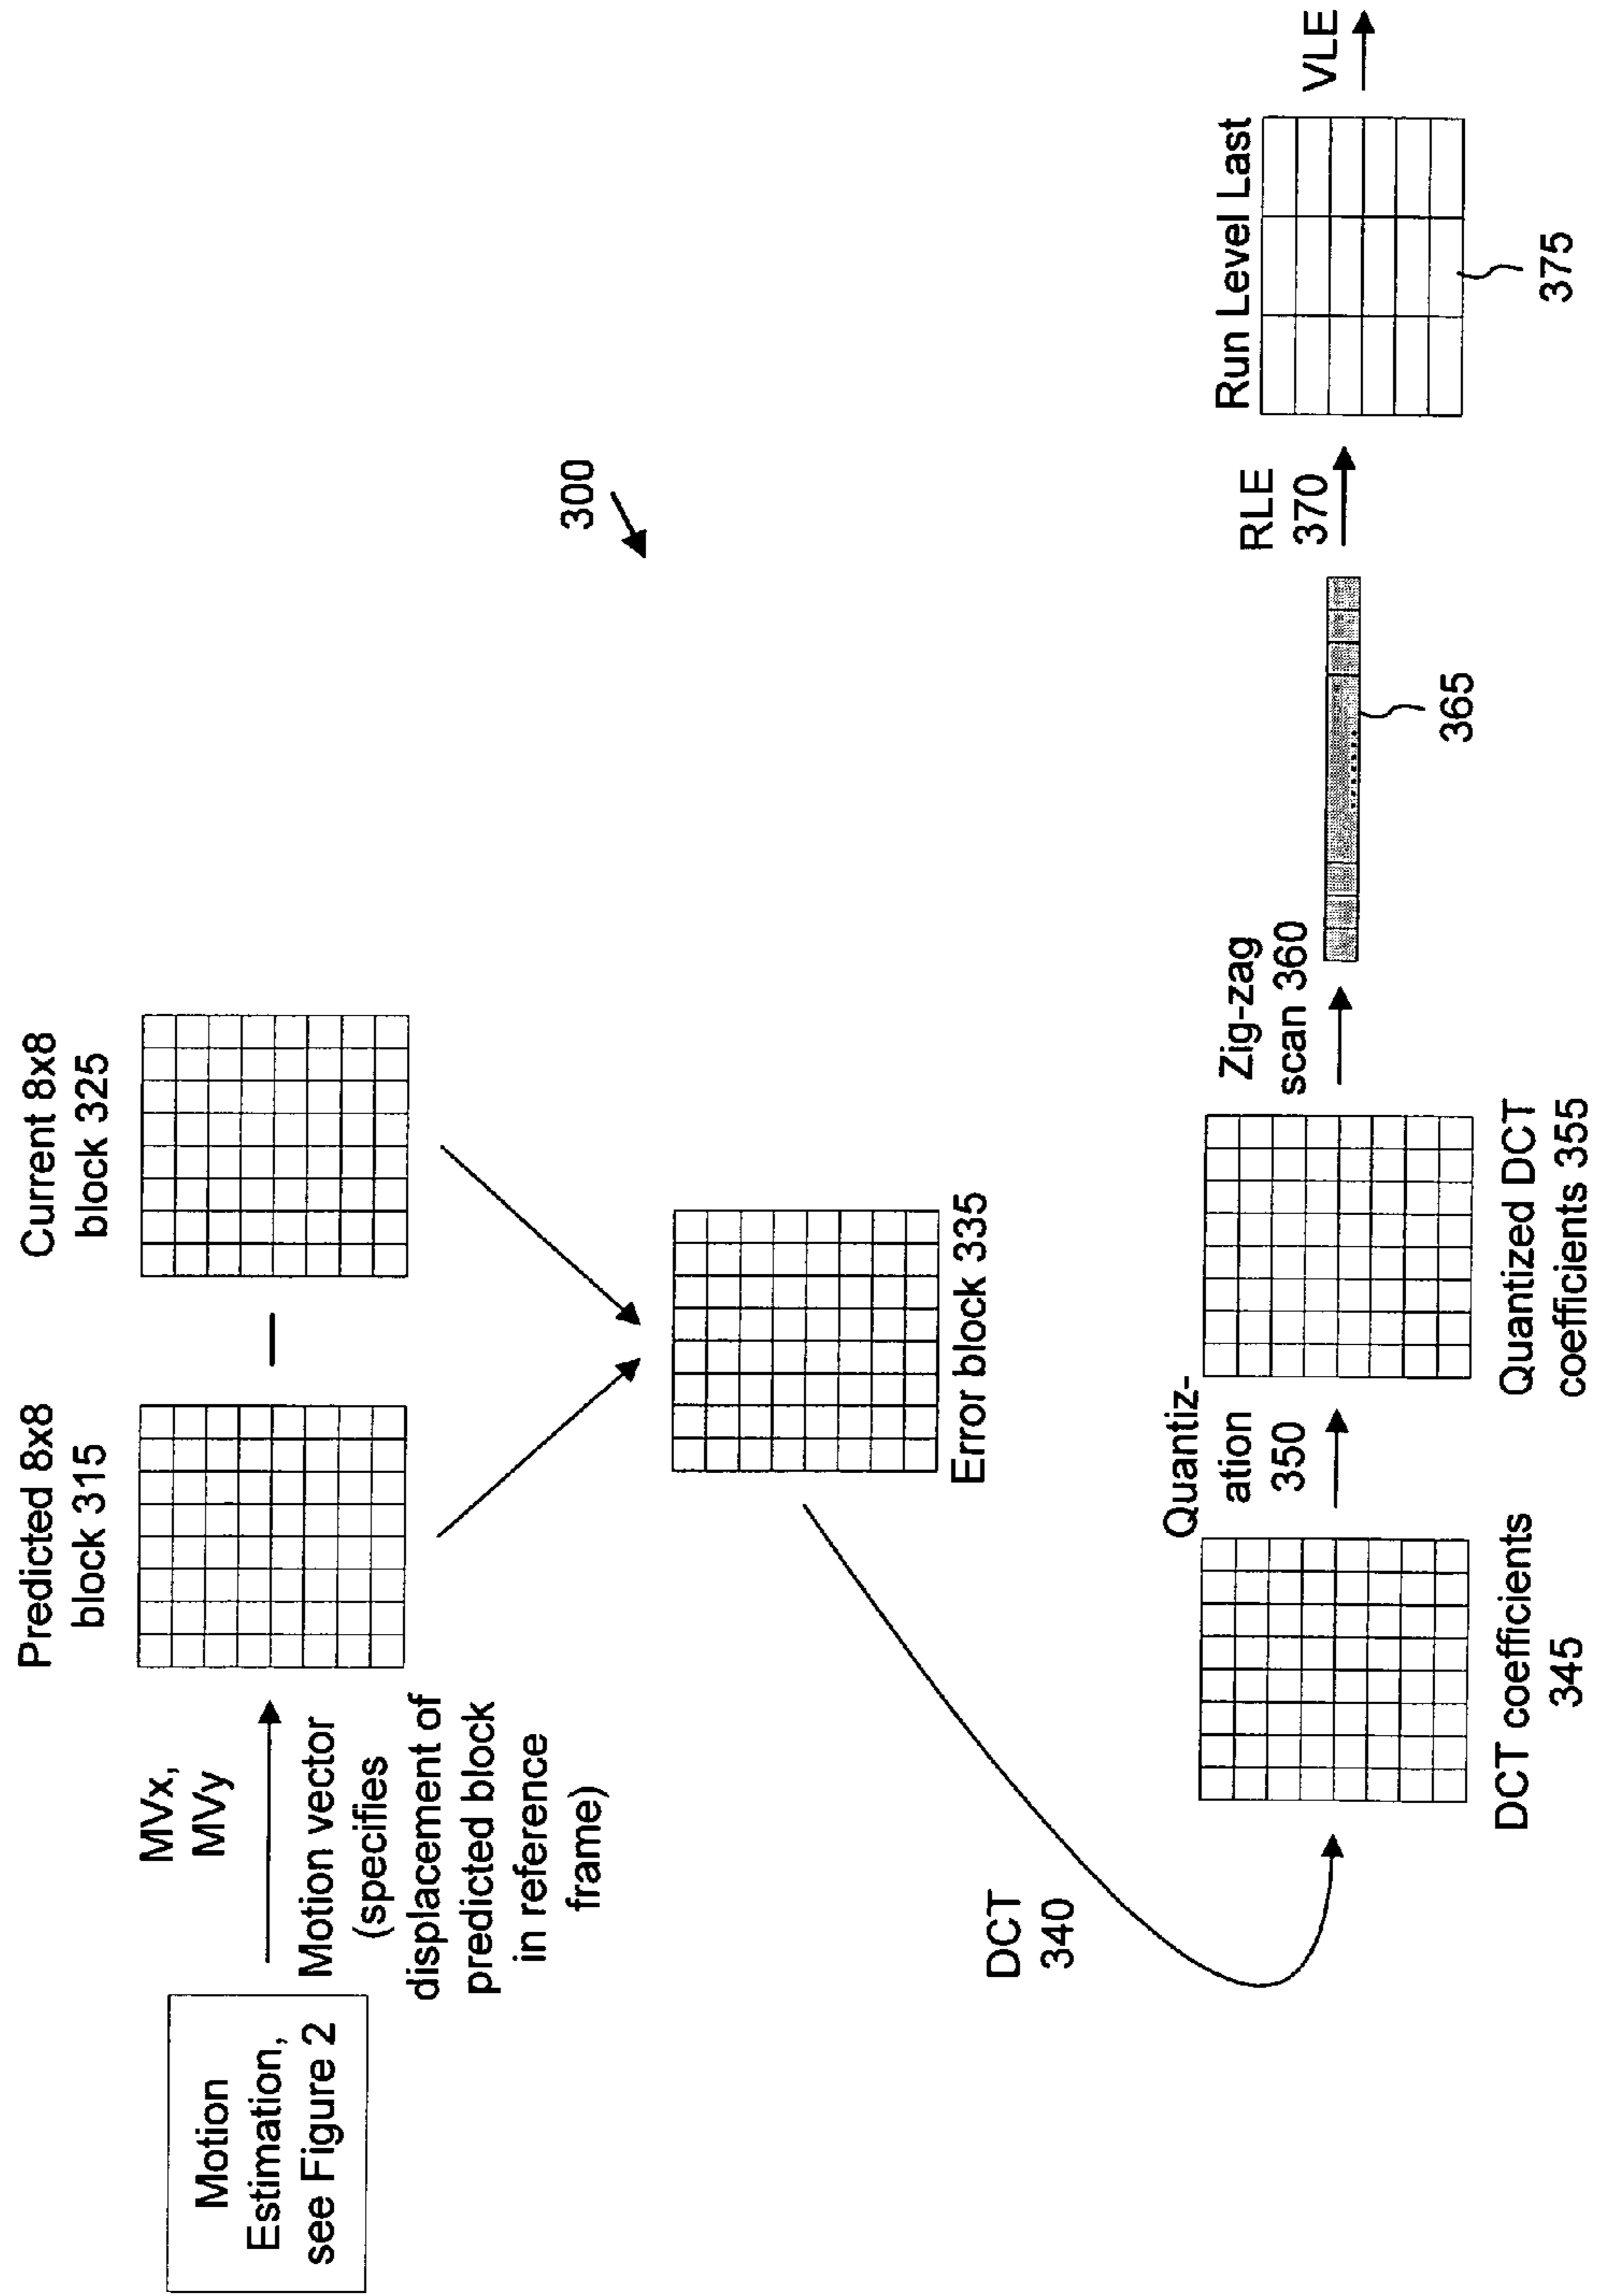 Motion
Estimation,
see Figure 2
MVx,
MVy
Motion vector
(specifies
displacement of
predicted block
in reference
frame)
Predicted 8x8
block 315
Current 8x8
block 325
300
Error block 335
DCT
340
DCT coefficients
345
Quantiz-
ation
350
Quantized DCT
coefficients 355
Zig-zag
scan 360
365
RLE
370
Run Level Last
375
VLE